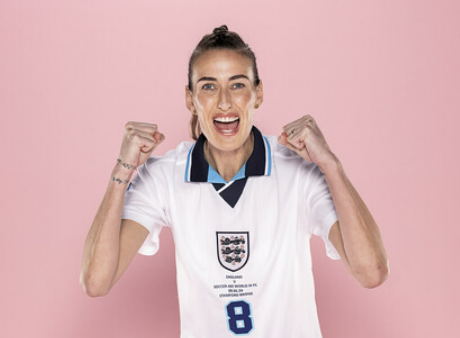 ENGLAND
V
SOCCER AID WORLD XI FC
STAMFORD BRIDGE
8